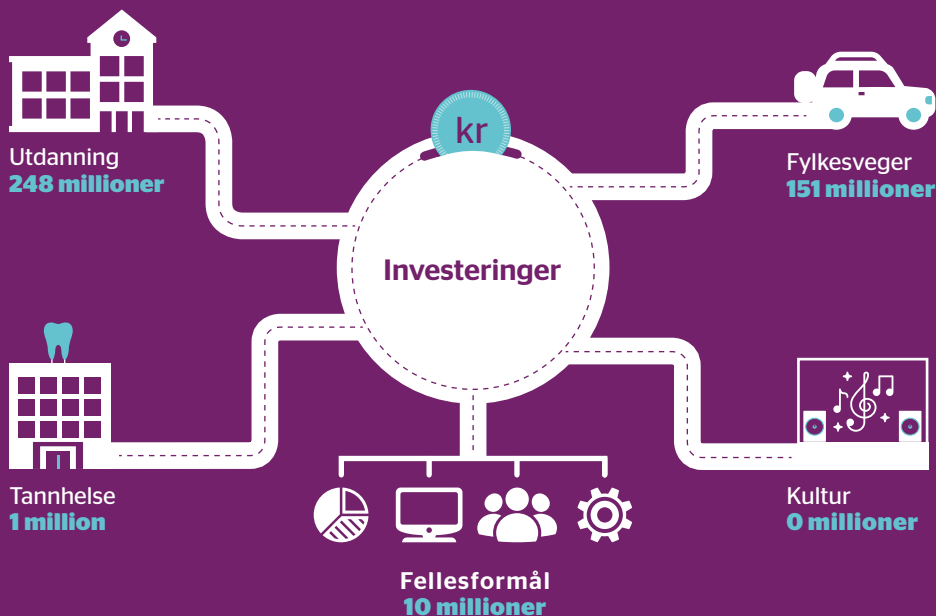 kr
Investeringer
Utdanning
248 millioner
Fylkesveger
151 millioner
Tannhelse
1 million
Kultur
0 millioner
Fellesformål
10 millioner